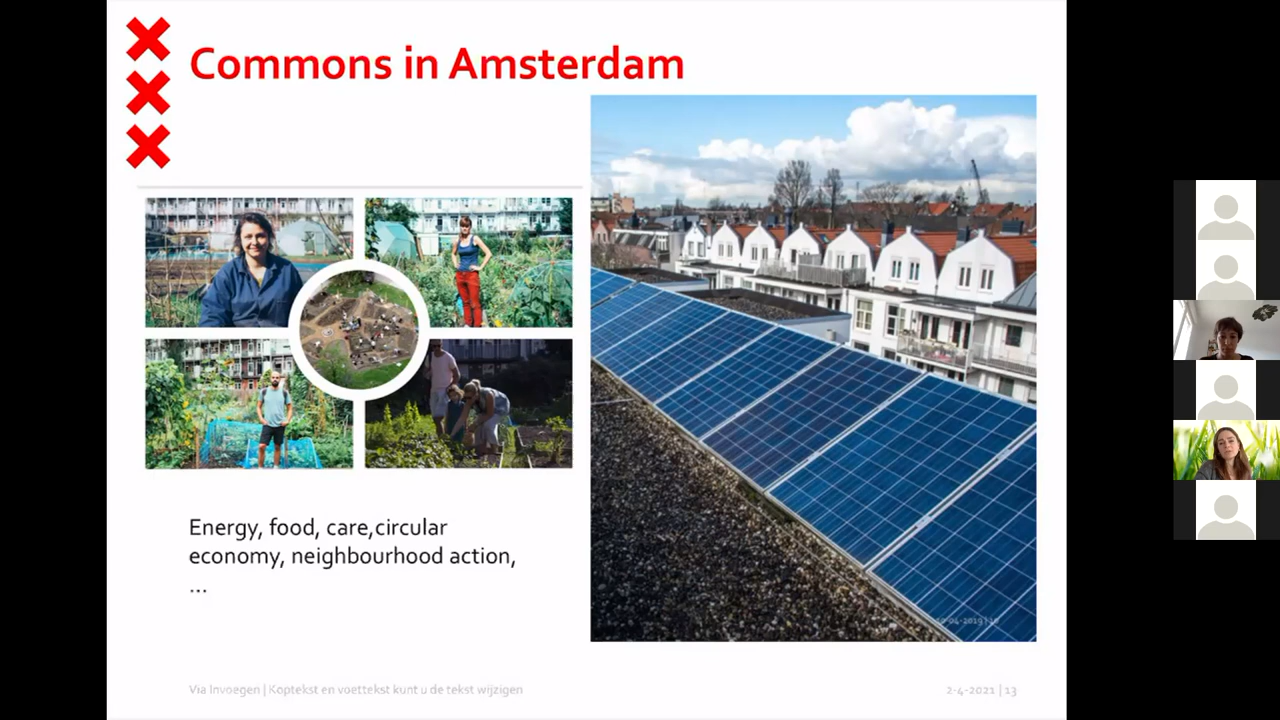 Commons in Amsterdam
Energy, food, care,circular
economy, neighbourhood action,
...
Via Invoegen | Koptekst en voettekst kunt u de tekst wijzigen
2-4-2021 | 13